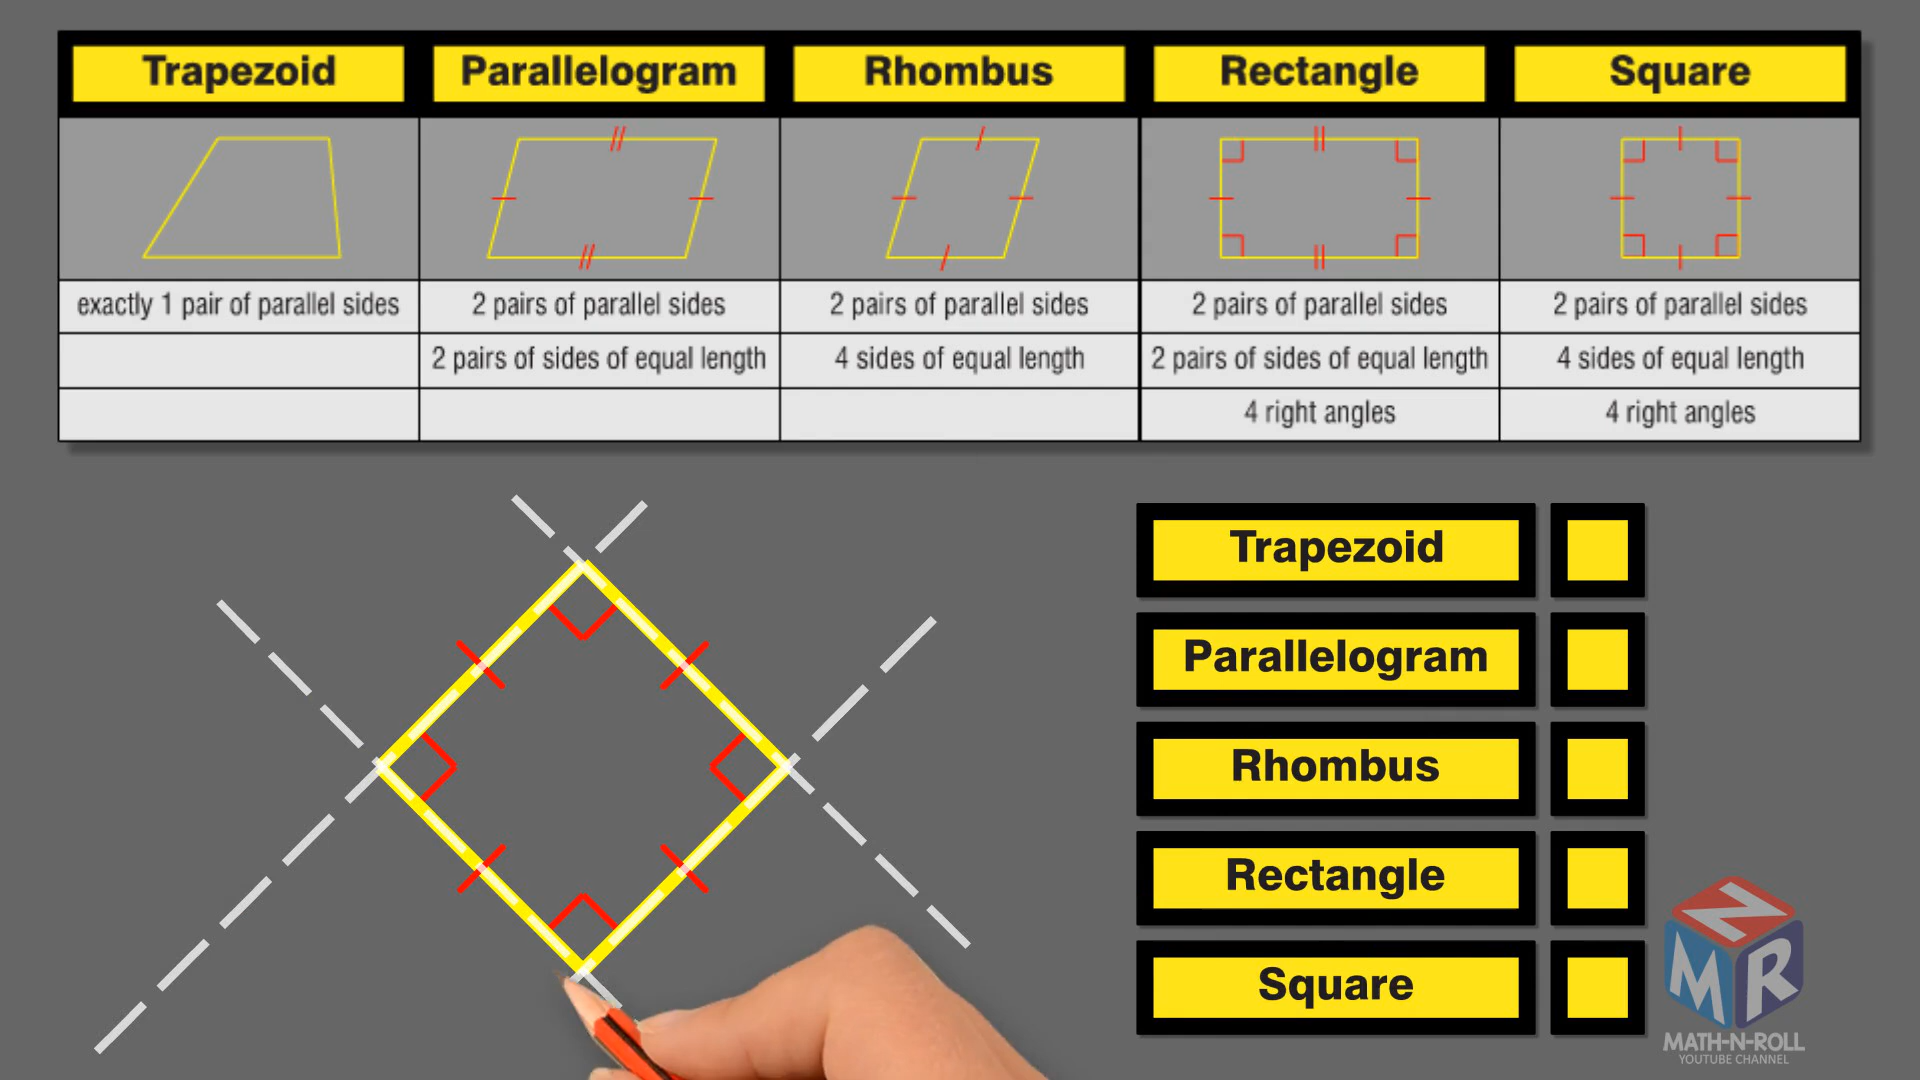 Trapezoid Parallelogram Rhombus Rectangle Square
exactly 1 pair of parallel sides 2 pairs of parallel sides 2 pairs of parallel sides 2 pairs of parallel sides 2 pairs of parallel sides
2 pairs of sides of equal length 4 sides of equal length 2 pairs of sides of equal length 4 sides of equal length
4 right angles 4 right angles
Trapezoid
Parallelogram
Rhombus
Rectangle
Square
M N R
MATH-N-ROLL
YOUTUBE CHANNEL